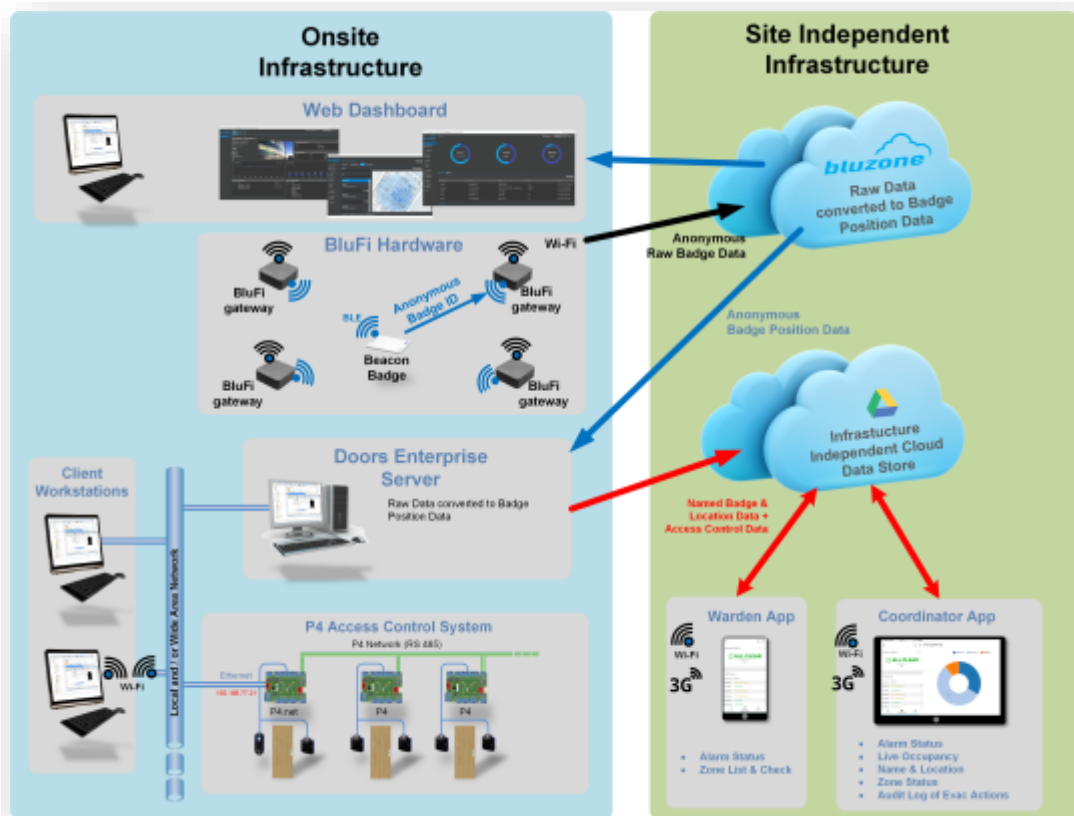 Onsite
Infrastructure
Web Dashboard
BluFi Hardware
Wi-Fi
BluFi
gateway
Anonymous
Badge ID
BluFi
gateway
BLE
Beacon
Badge
BluFi
gateway
BluFi
gateway
Doors Enterprise
Server
Raw Data converted to Badge
Position Data
Client
Workstations
Wi-Fi
Local and / or Wide Area Network
P4 Access Control System
P4 Network (RS 485)
Ethernet
P4.net
P4
P4
Site Independent
Infrastructure
bluzone
Raw Data
converted to Badge
Position Data
Anonymous
Raw Badge Data
Anonymous
Badge Position Data
Infrastucture
Independent Cloud
Data Store
Named Badge &
Location Data +
Access Control Data
Warden App
Wi-Fi
3G
• Alarm Status
• Zone List & Check
Coordinator App
Wi-Fi
3G
• Alarm Status
• Live Occupancy
• Name & Location
• Zone Status
• Audit Log of Evac Actions